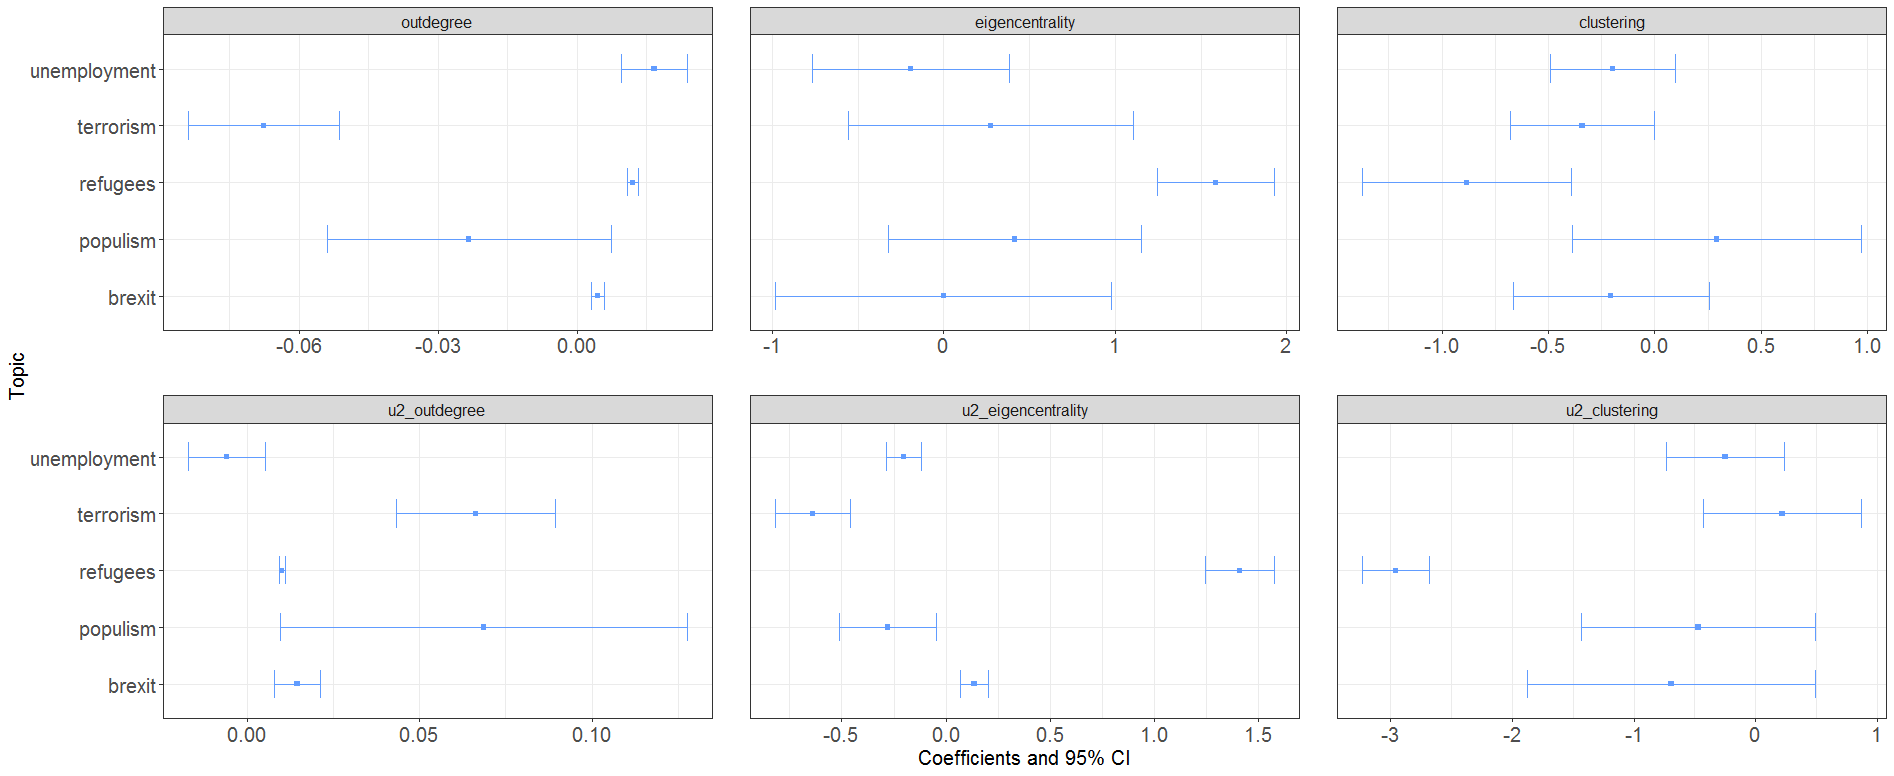 outdegree eigencentrality clustering
unemployment
terrorism
refugees
populism
brexit
-0.06 -0.03 0.00 -1 0 1 2 -1.0 -0.5 0.0 0.5 1.0
Topic
u2_outdegree u2_eigencentrality u2_clustering
unemployment
terrorism
refugees
populism
brexit
0.00 0.05 0.10 -0.5 0.0 0.5 1.0 1.5 -3 -2 -1 0 1
Coefficients and 95% CI